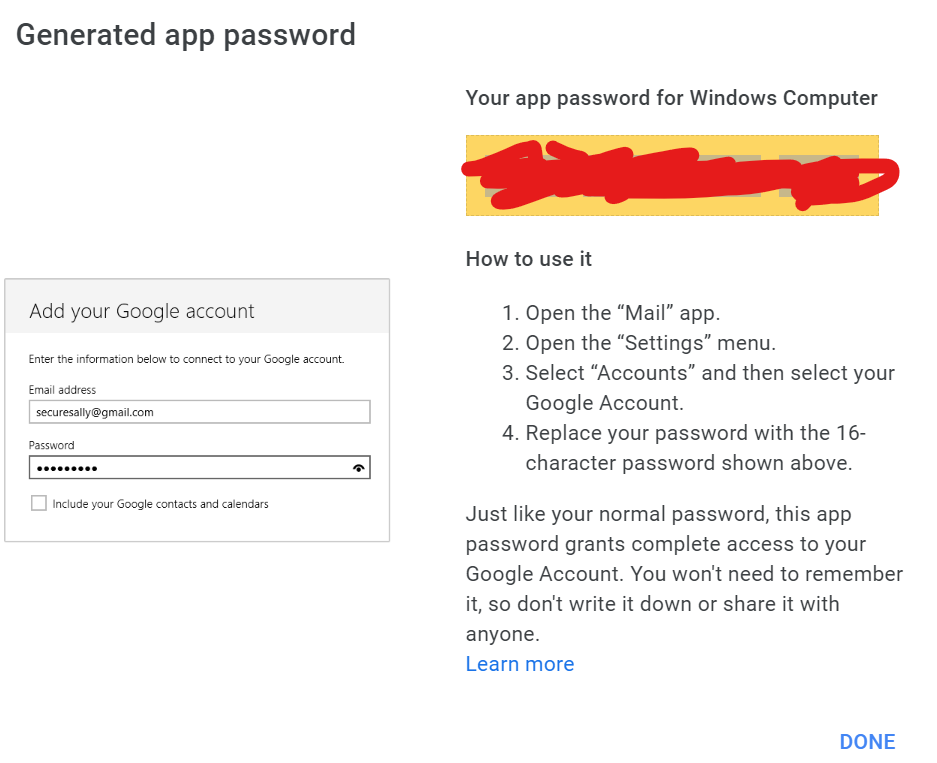 Generated app password
Your app password for Windows Computer
How to use it
1. Open the “Mail” app.
2. Open the “Settings” menu.
3. Select “Accounts” and then select your
Google Account.
4. Replace your password with the 16-
character password shown above.
Just like your normal password, this app
password grants complete access to your
Google Account. You won't need to remember
it, so don't write it down or share it with
anyone.
Learn more
DONE
Add your Google account
Enter the information below to connect to your Google account.
Email address
securesally@gmail.com
Password
•••••••••
Include your Google contacts and calendars